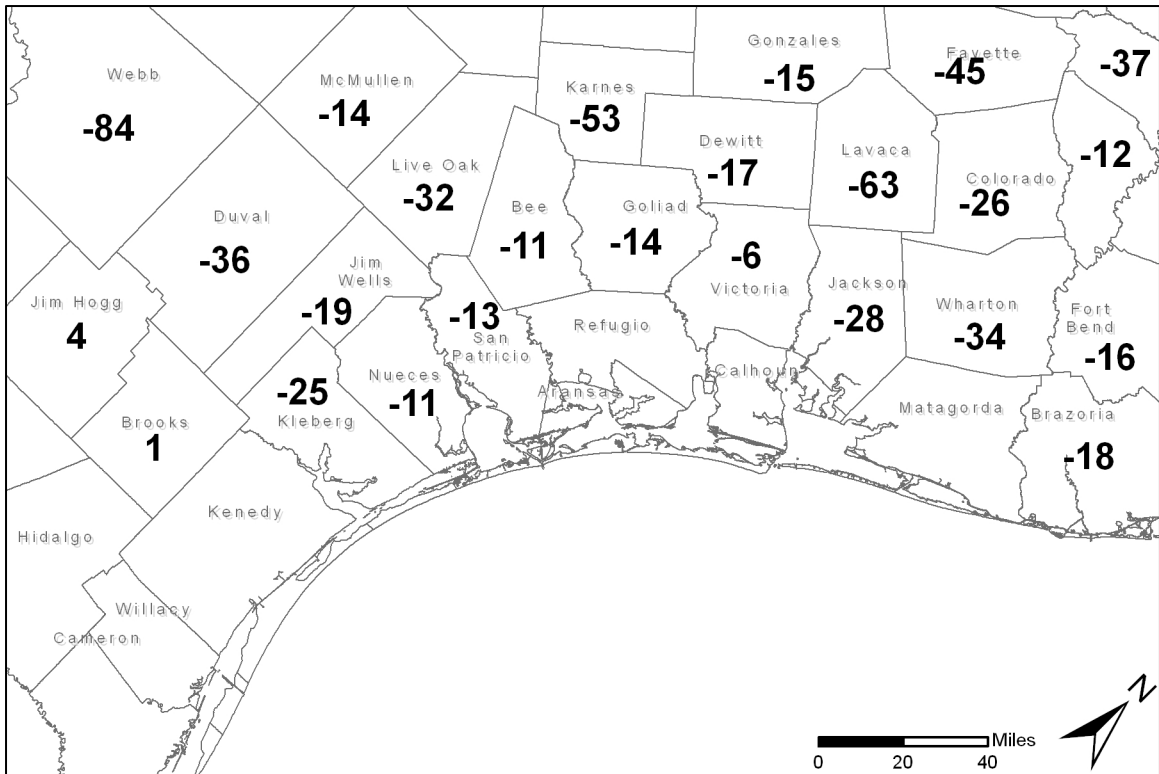 Gonzales
-15
Fayette
-45
-37
Webb
-84
McMullen
-14
Karnes
-53
Dewitt
-17
Lavaca
-63
Colorado
-26
-12
Live Oak
-32
Duval
-36
Bee
-11
Goliad
-14
-6
Victoria
Jim
Wells
-19
Jackson
-28
Wharton
-34
Fort
Bend
-16
Jim Hogg
4
-13
San
Patricio
Refugio
Calhoun
Aransas
Nueces
-11
-25
Kleberg
Matagorda
Brazoria
-18
Brooks
1
Kenedy
Hidalgo
Willacy
Cameron
N
Miles
0 20 40